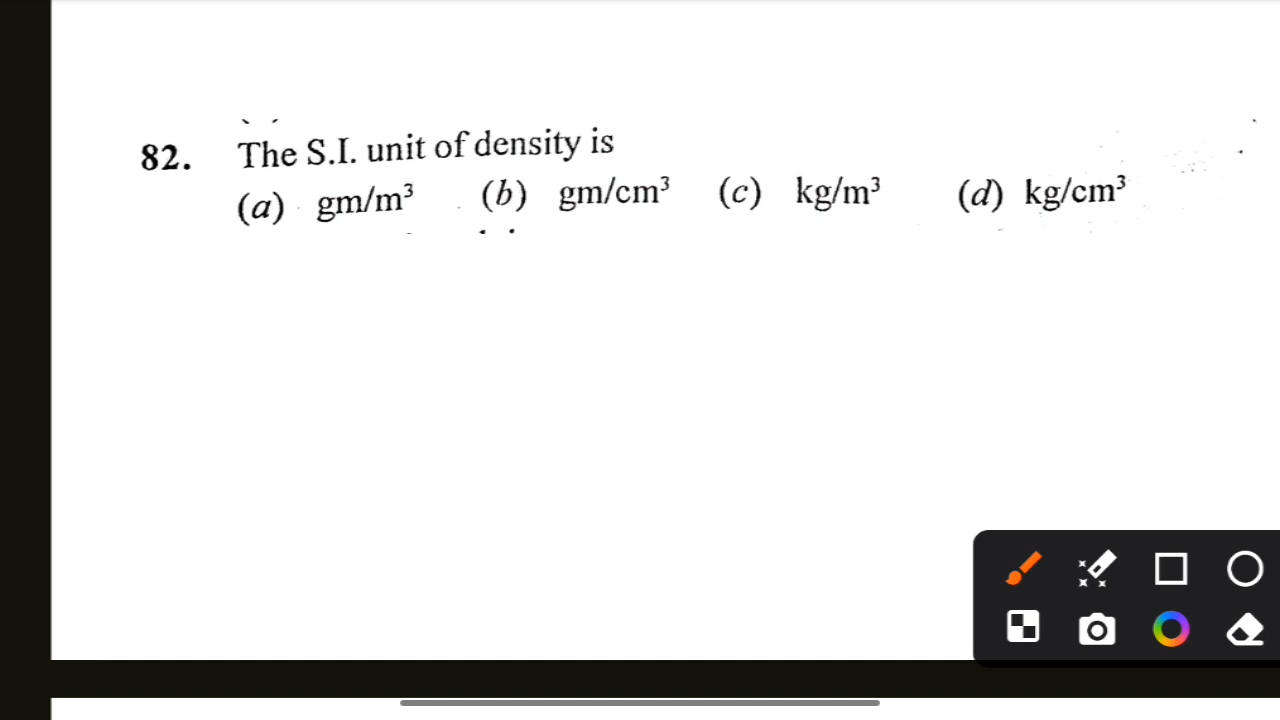 82. The S.I. unit of density is
(a) gm/m³ (b) gm/cm³ (c) kg/m³ (d) kg/cm³